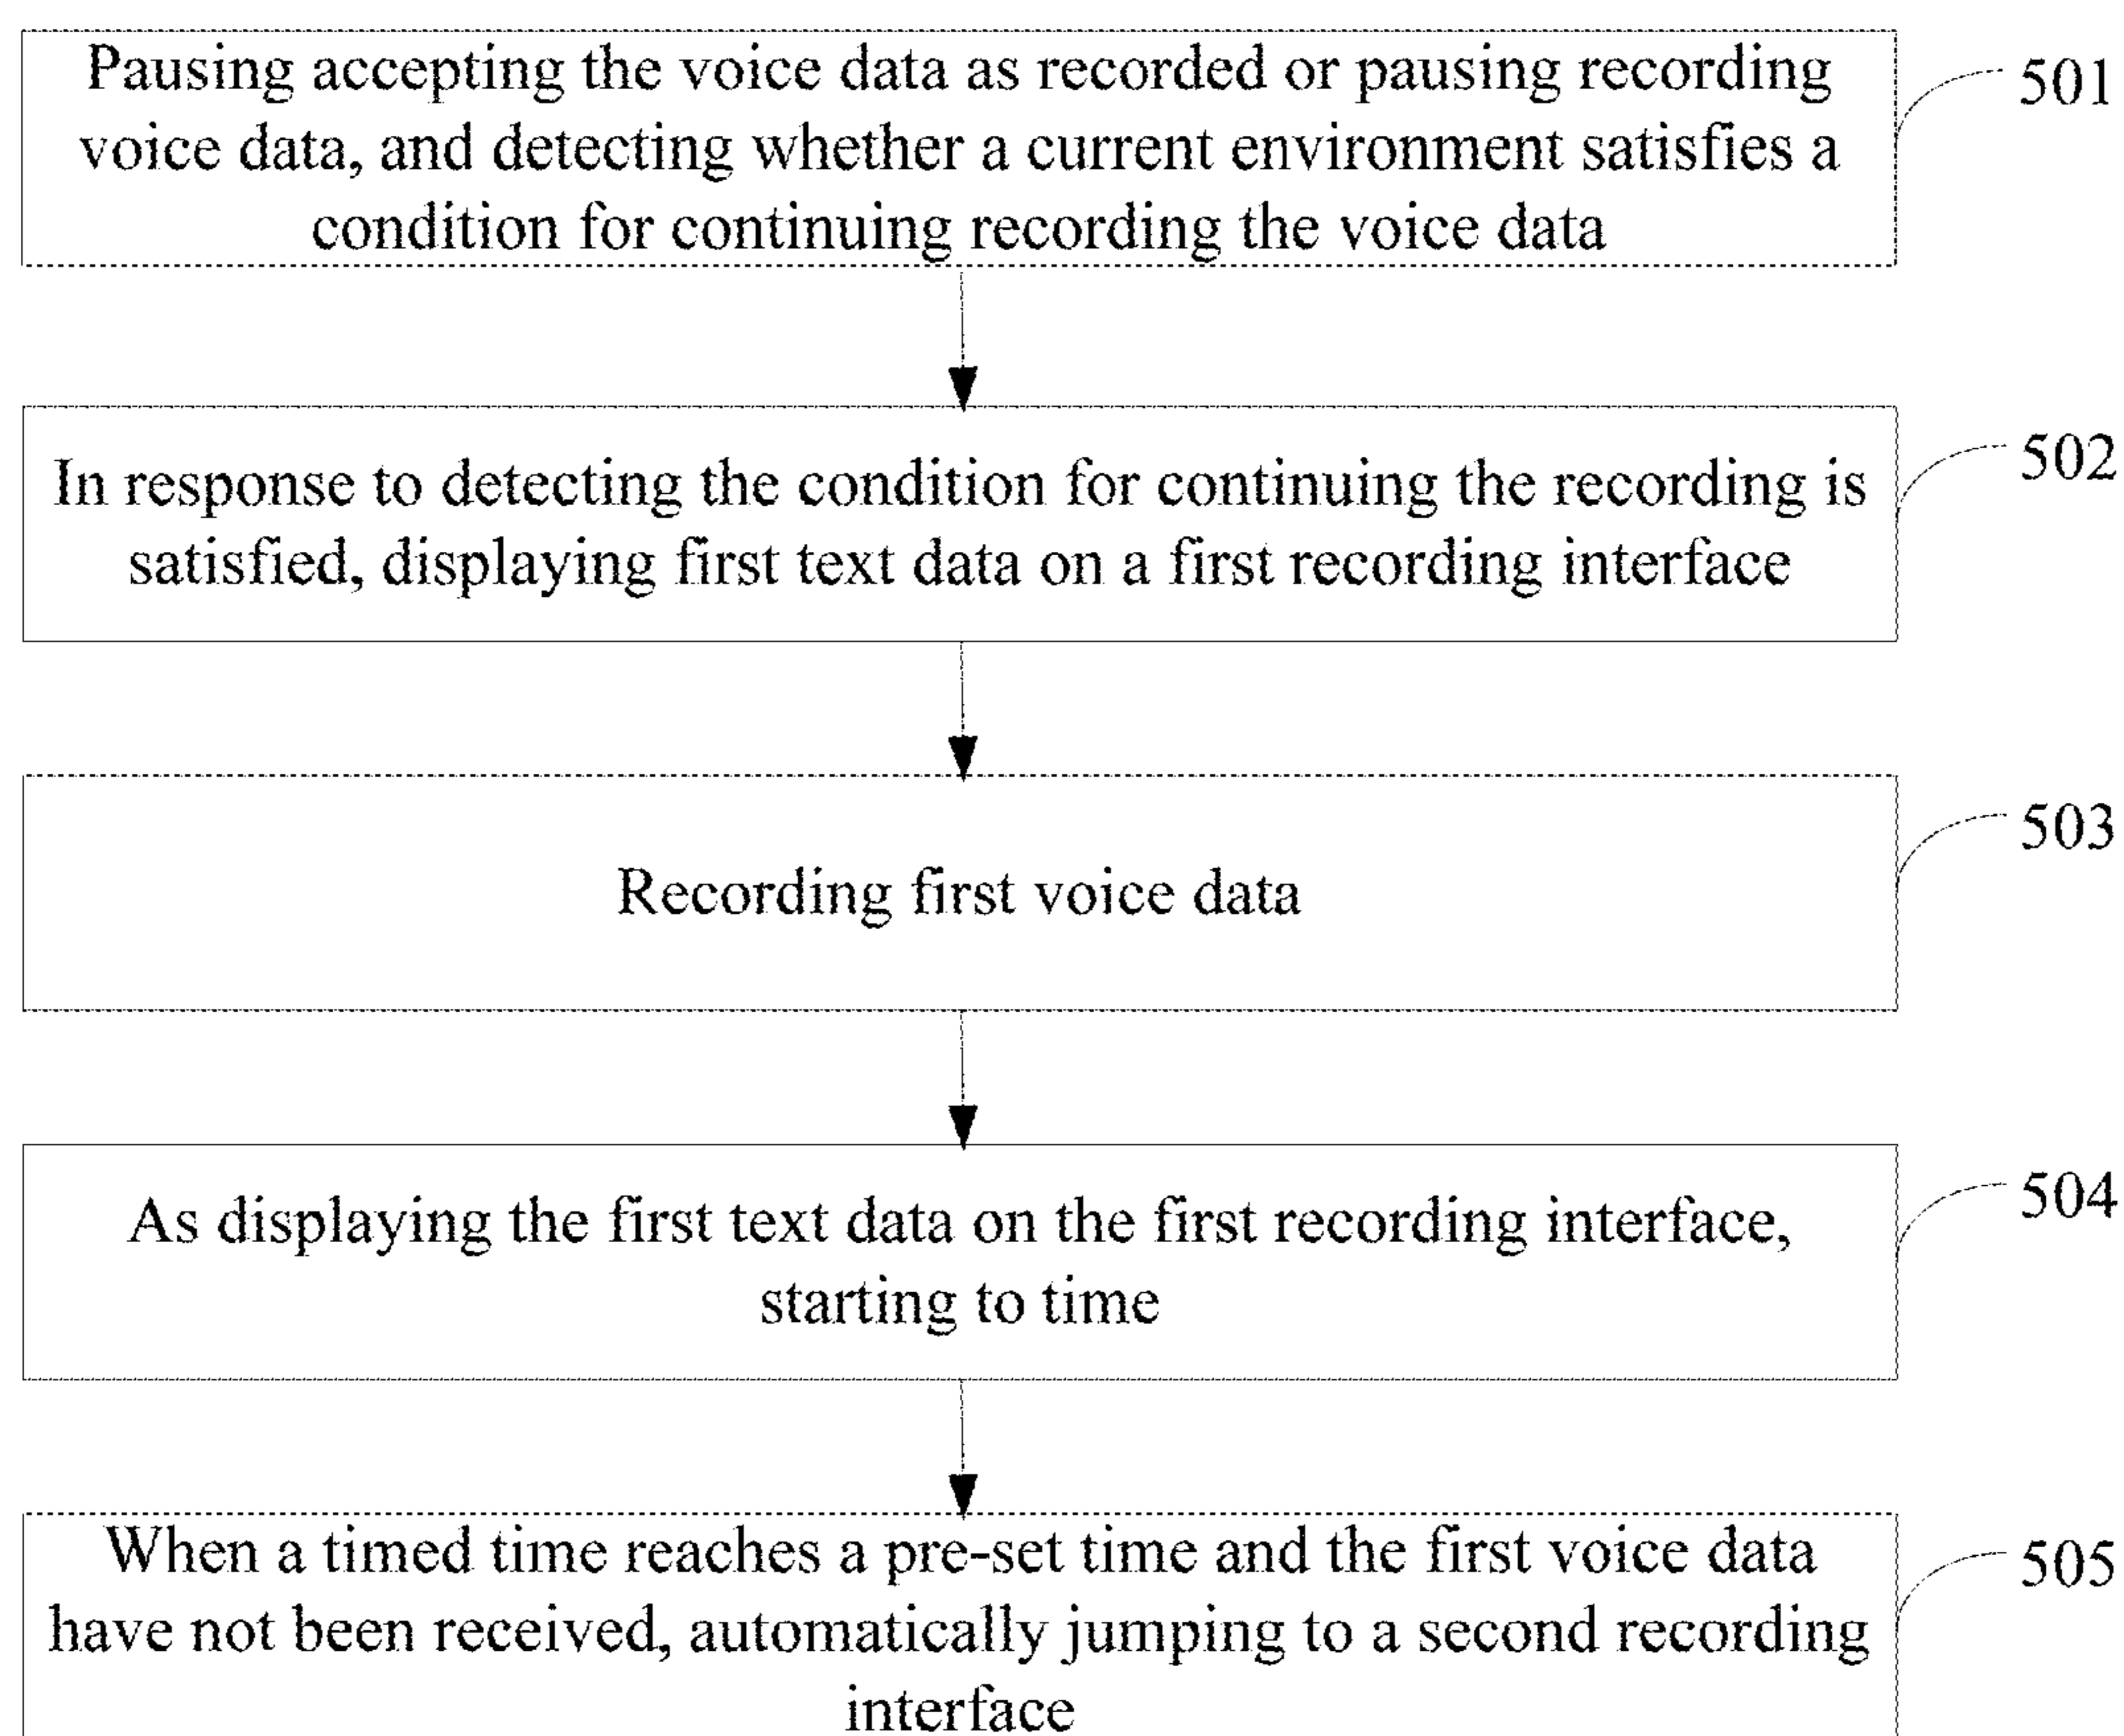 Pausing accepting the voice data as recorded or pausing recording
voice data, and detecting whether a current environment satisfies a
condition for continuing recording the voice data
501
In response to detecting the condition for continuing the recording is
satisfied, displaying first text data on a first recording interface
502
Recording first voice data
503
As displaying the first text data on the first recording interface,
starting to time
504
When a timed time reaches a pre-set time and the first voice data
have not been received, automatically jumping to a second recording
interface
505